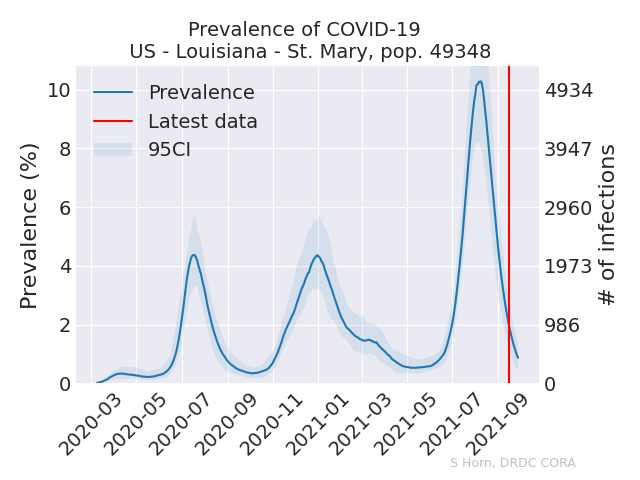 Prevalence of COVID-19
US - Louisiana - St. Mary, pop. 49348
Prevalence
Latest data
95CI
Prevalence (%)
10
8
6
4
2
0
4934
3947
2960
1973
986
0
# of infections
2020-03
2020-05
2020-07
2020-09
2020-11
2021-01
2021-03
2021-05
2021-07
2021-09
S Horn, DRDC CORA